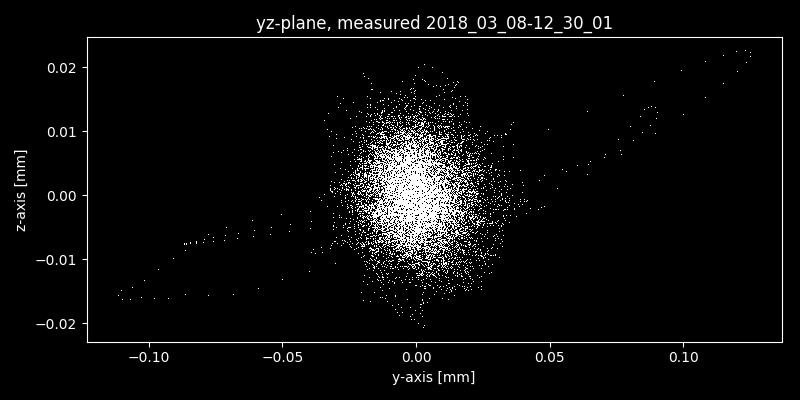 yz-plane, measured 2018_03_08-12_30_01
z-axis [mm]
0.02
0.01
0.00
−0.01
−0.02
−0.10 −0.05 0.00 0.05 0.10
y-axis [mm]